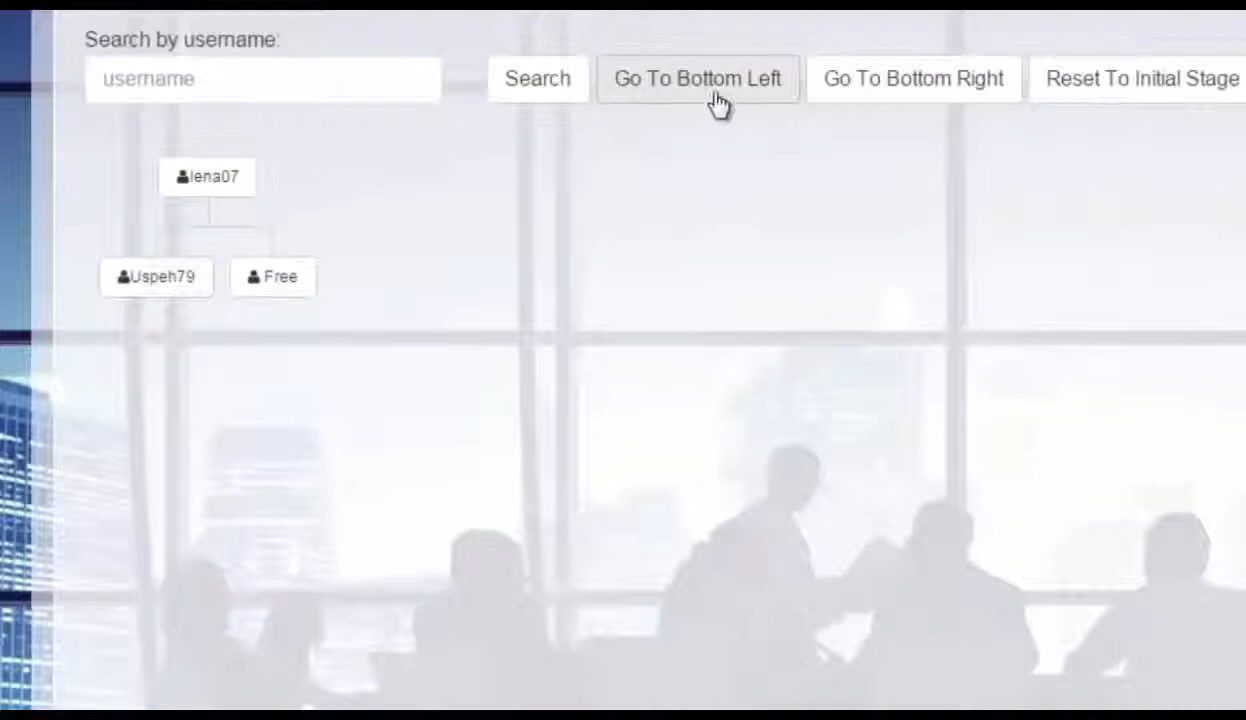 Search by username:
username
Search
Go To Bottom Left
Go To Bottom Right
Reset To Initial Stage
lena07
Uspeh79
Free